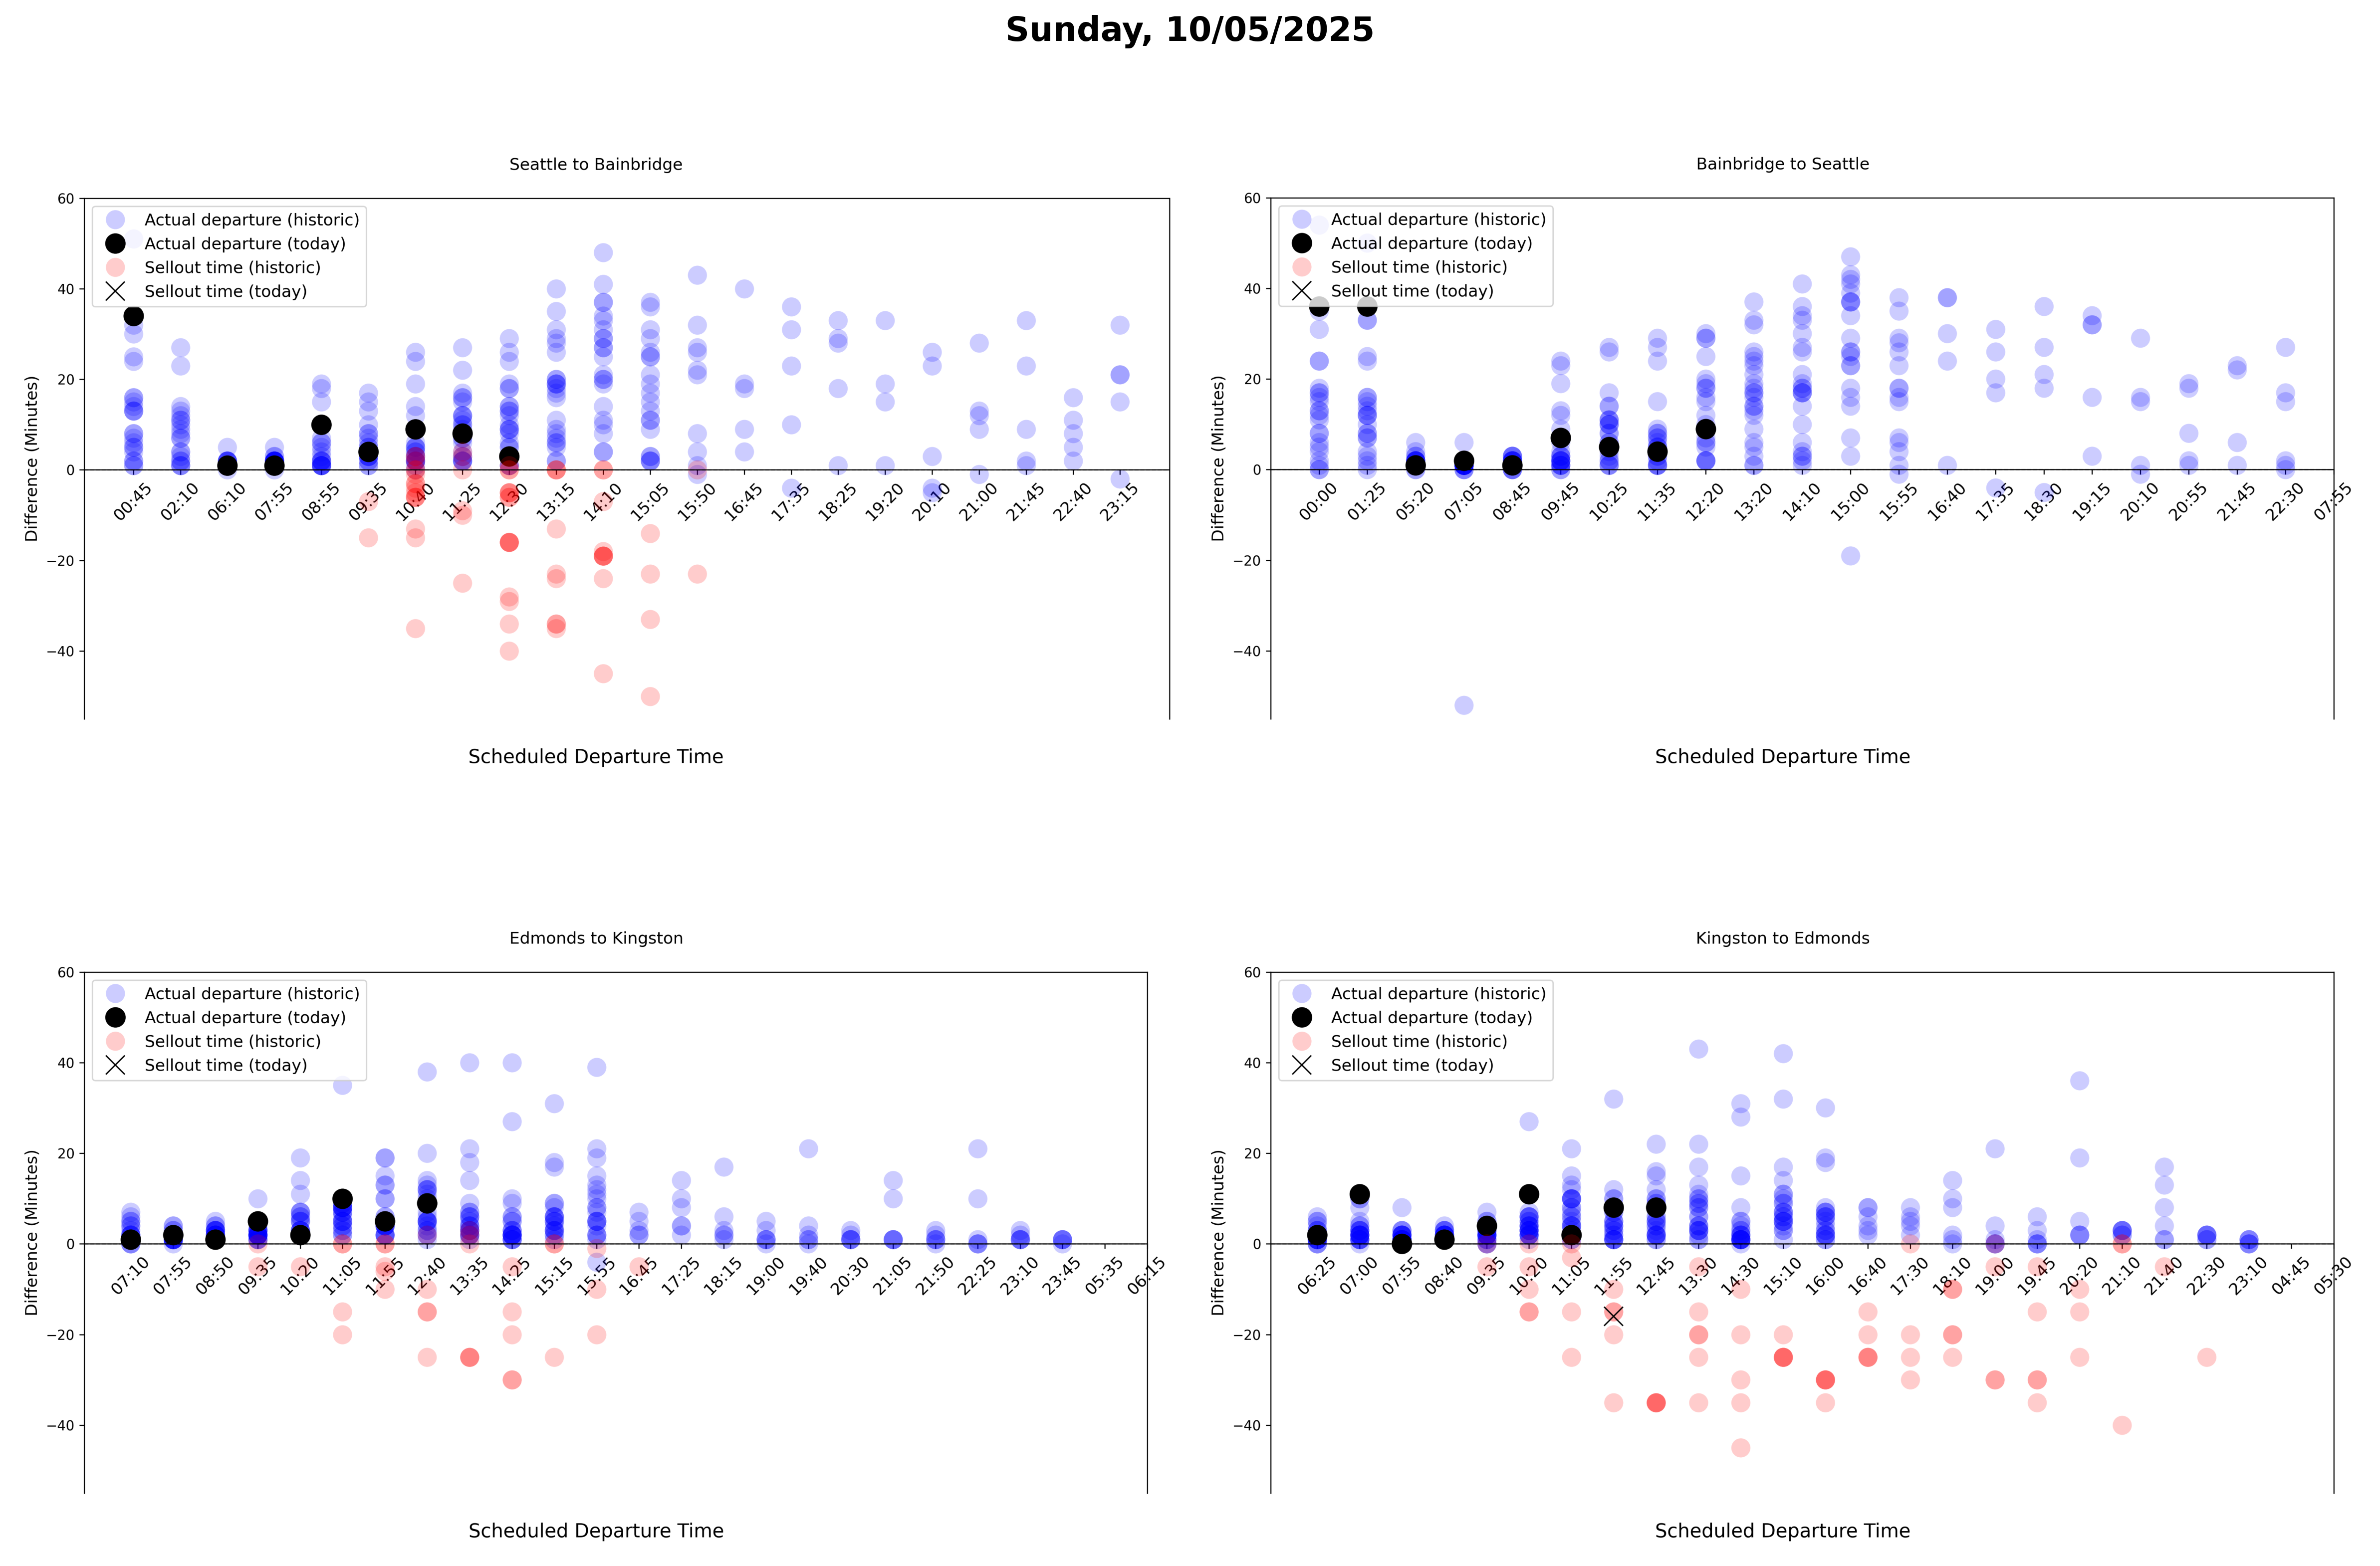 Sunday, 10/05/2025
Seattle to Bainbridge
60
40
20
0
−20
−40
Difference (Minutes)
Actual departure (historic)
Actual departure (today)
Sellout time (historic)
Sellout time (today)
00:45 02:10 06:10 07:55 08:55 09:35 10:40 11:25 12:30 13:15 14:10 15:05 15:50 16:45 17:35 18:25 19:20 20:10 21:00 21:45 22:40 23:15
Scheduled Departure Time
Bainbridge to Seattle
60
40
20
0
−20
−40
Difference (Minutes)
Actual departure (historic)
Actual departure (today)
Sellout time (historic)
Sellout time (today)
00:00 01:25 05:20 07:05 08:45 09:45 10:25 11:35 12:20 13:20 14:10 15:00 15:55 16:40 17:35 18:30 19:15 20:10 20:55 21:45 22:30 07:55
Scheduled Departure Time
Edmonds to Kingston
60
40
20
0
−20
−40
Difference (Minutes)
Actual departure (historic)
Actual departure (today)
Sellout time (historic)
Sellout time (today)
07:10 07:55 08:50 09:35 10:20 11:05 11:55 12:40 13:35 14:25 15:15 15:55 16:45 17:25 18:15 19:00 19:40 20:30 21:05 21:50 22:25 23:10 23:45 05:35 06:15
Scheduled Departure Time
Kingston to Edmonds
60
40
20
0
−20
−40
Difference (Minutes)
Actual departure (historic)
Actual departure (today)
Sellout time (historic)
Sellout time (today)
06:25 07:00 07:55 08:40 09:35 10:20 11:05 11:55 12:45 13:30 14:30 15:10 16:00 16:40 17:30 18:10 19:00 19:45 20:20 21:10 21:40 22:30 23:10 04:45 05:30
Scheduled Departure Time